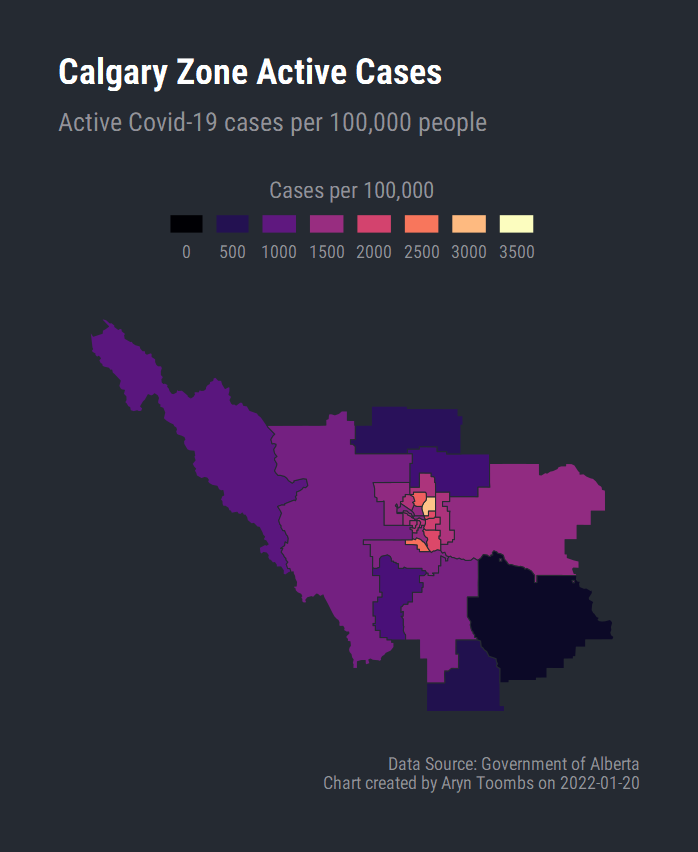 Calgary Zone Active Cases
Active Covid-19 cases per 100,000 people
Cases per 100,000
0 500 1000 1500 2000 2500 3000 3500
Data Source: Government of Alberta
Chart created by Aryn Toombs on 2022-01-20